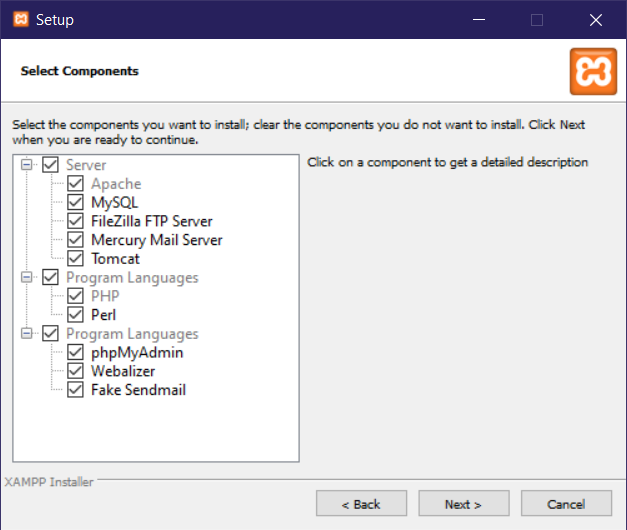 Setup
Select Components
Select the components you want to install; clear the components you do not want to install. Click Next
when you are ready to continue.
Server
Apache
MySQL
FileZilla FTP Server
Mercury Mail Server
Tomcat
Program Languages
PHP
Perl
Program Languages
phpMyAdmin
Webalizer
Fake Sendmail
Click on a component to get a detailed description
XAMPP Installer
< Back
Next >
Cancel